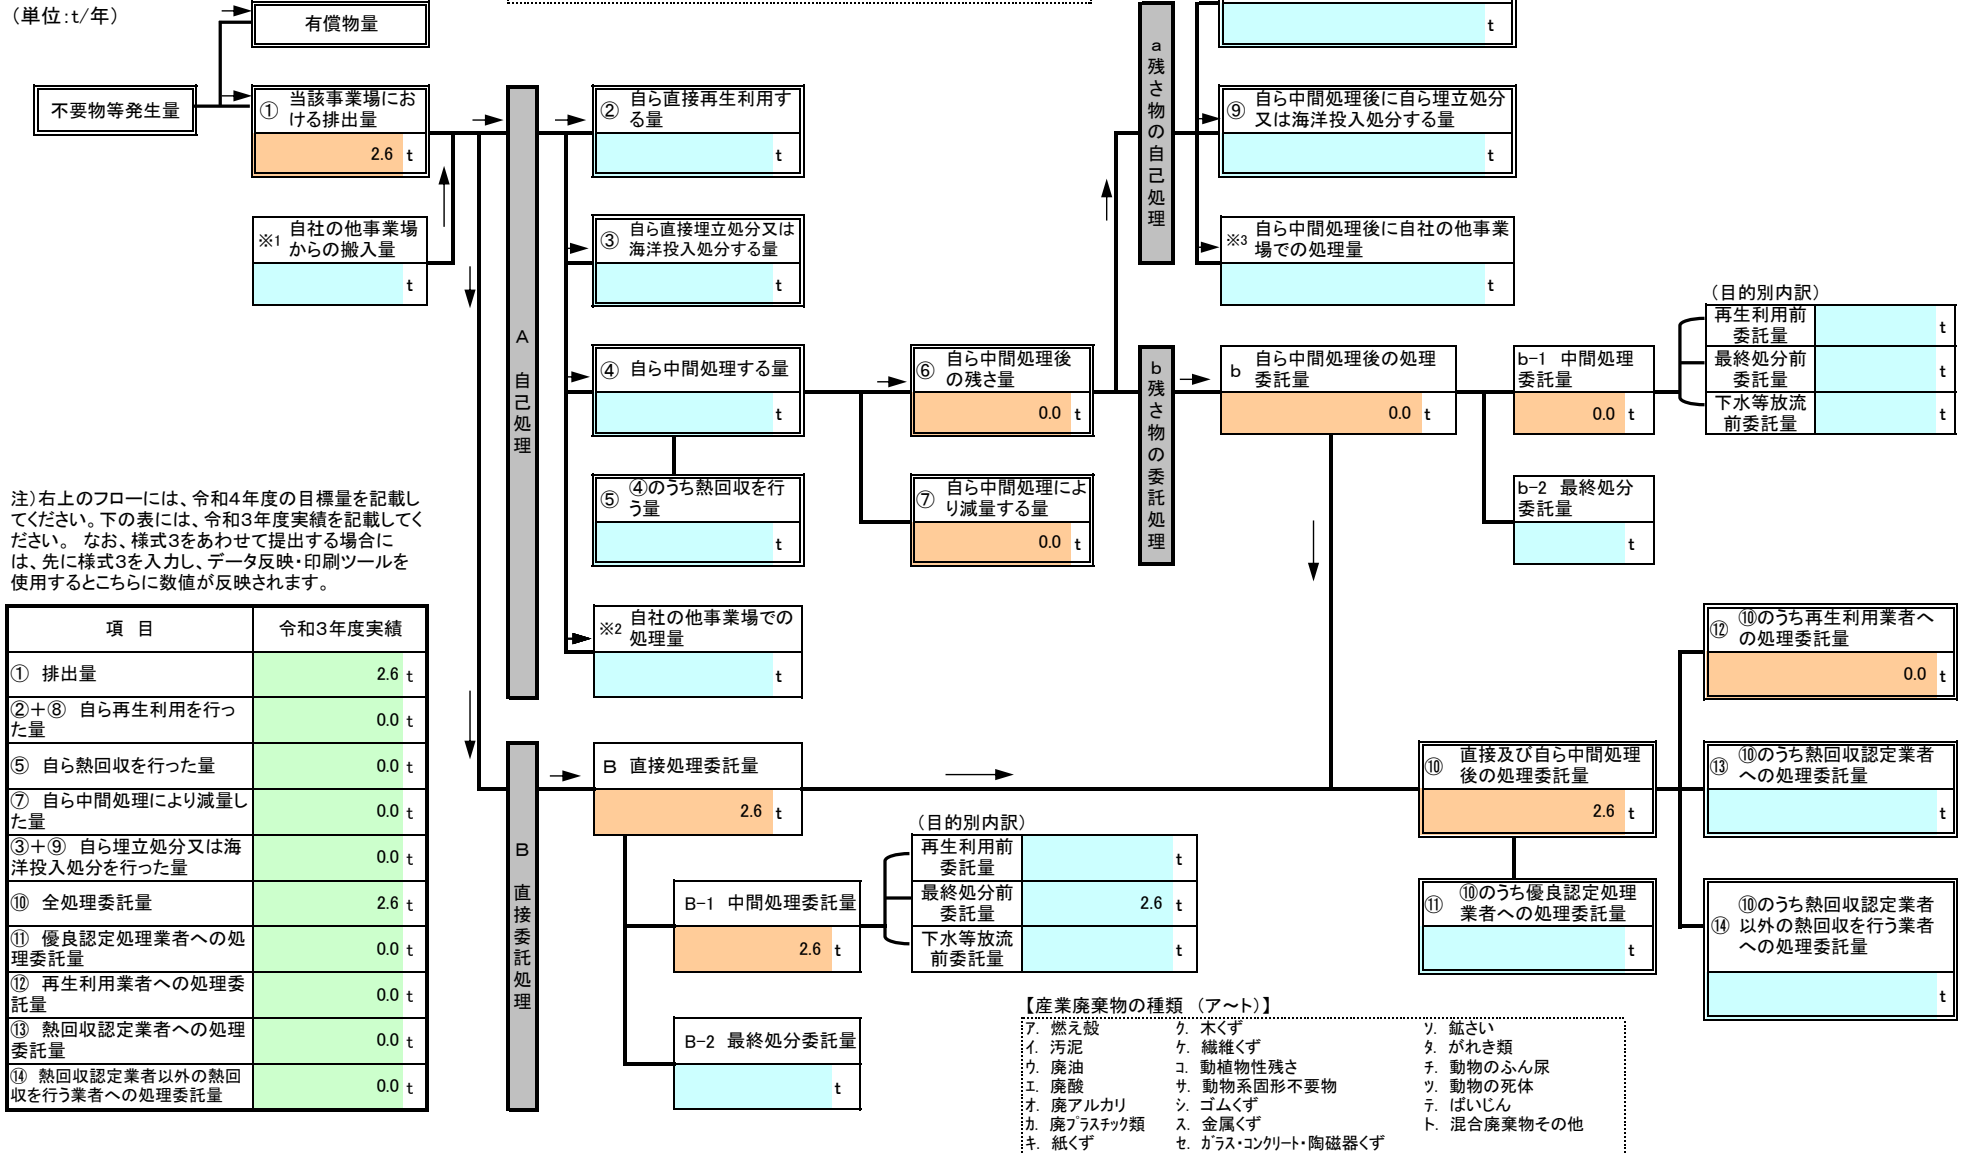 (単位:t/年)
有償物量
不要物等発生量
① 当該事業場にお
ける排出量
2.6 t
※1 自社の他事業場
からの搬入量
t
A 自己処理
② 自ら直接再生利用す
る量
t
③ 自ら直接埋立処分又は
海洋投入処分する量
t
④ 自ら中間処理する量
t
⑤ ④のうち熱回収を行
う量
t
※2 自社の他事業場での
処理量
t
⑥ 自ら中間処理後
の残さ量
0.0 t
⑦ 自ら中間処理によ
り減量する量
0.0 t
a残さ物の自己処理
t
⑨ 自ら中間処理後に自ら埋立処分
又は海洋投入処分する量
t
※3 自ら中間処理後に自社の他事業
場での処理量
t
b残さ物の委託処理
b 自ら中間処理後の処理
委託量
0.0 t
b-1 中間処理
委託量
0.0 t
b-2 最終処分
委託量
t
(目的別内訳)
再生利用前
委託量
t
最終処分前
委託量
t
下水等放流
前委託量
t
注)右上のフローには、令和4年度の目標量を記載し
てください。下の表には、令和3年度実績を記載してく
ださい。 なお、様式3をあわせて提出する場合に
は、先に様式3を入力し、データ反映・印刷ツールを
使用するとこちらに数値が反映されます。
項 目 令和3年度実績
① 排出量 2.6 t
②+⑧ 自ら再生利用を行っ
た量 0.0 t
⑤ 自ら熱回収を行った量 0.0 t
⑦ 自ら中間処理により減量し
た量 0.0 t
③+⑨ 自ら埋立処分又は海
洋投入処分を行った量 0.0 t
⑩ 全処理委託量 2.6 t
⑪ 優良認定処理業者への処
理委託量 0.0 t
⑫ 再生利用業者への処理委
託量 0.0 t
⑬ 熱回収認定業者への処理
委託量 0.0 t
⑭ 熱回収認定業者以外の熱回
収を行う業者への処理委託量 0.0 t
B 直接委託処理
B 直接処理委託量
2.6 t
B-1 中間処理委託量
2.6 t
B-2 最終処分委託量
t
(目的別内訳)
再生利用前
委託量
t
最終処分前
委託量
2.6 t
下水等放流
前委託量
t
⑩ 直接及び自ら中間処理
後の処理委託量
2.6 t
⑪ ⑩のうち優良認定処理
業者への処理委託量
t
⑫ ⑩のうち再生利用業者へ
の処理委託量
0.0 t
⑬ ⑩のうち熱回収認定業者
への処理委託量
t
⑭ ⑩のうち熱回収認定業者
以外の熱回収を行う業者
への処理委託量
t
【産業廃棄物の種類 (ア~ト)】
ア. 燃え殻 ク. 木くず ソ. 鉱さい
イ. 汚泥 ケ. 繊維くず タ. がれき類
ウ. 廃油 コ. 動植物性残さ チ. 動物のふん尿
エ. 廃酸 サ. 動物系固形不要物 ツ. 動物の死体
オ. 廃アルカリ シ. ゴムくず テ. ばいじん
カ. 廃プラスチック類 ス. 金属くず ト. 混合廃棄物その他
キ. 紙くず セ. ガラス・コンクリート・陶磁器くず